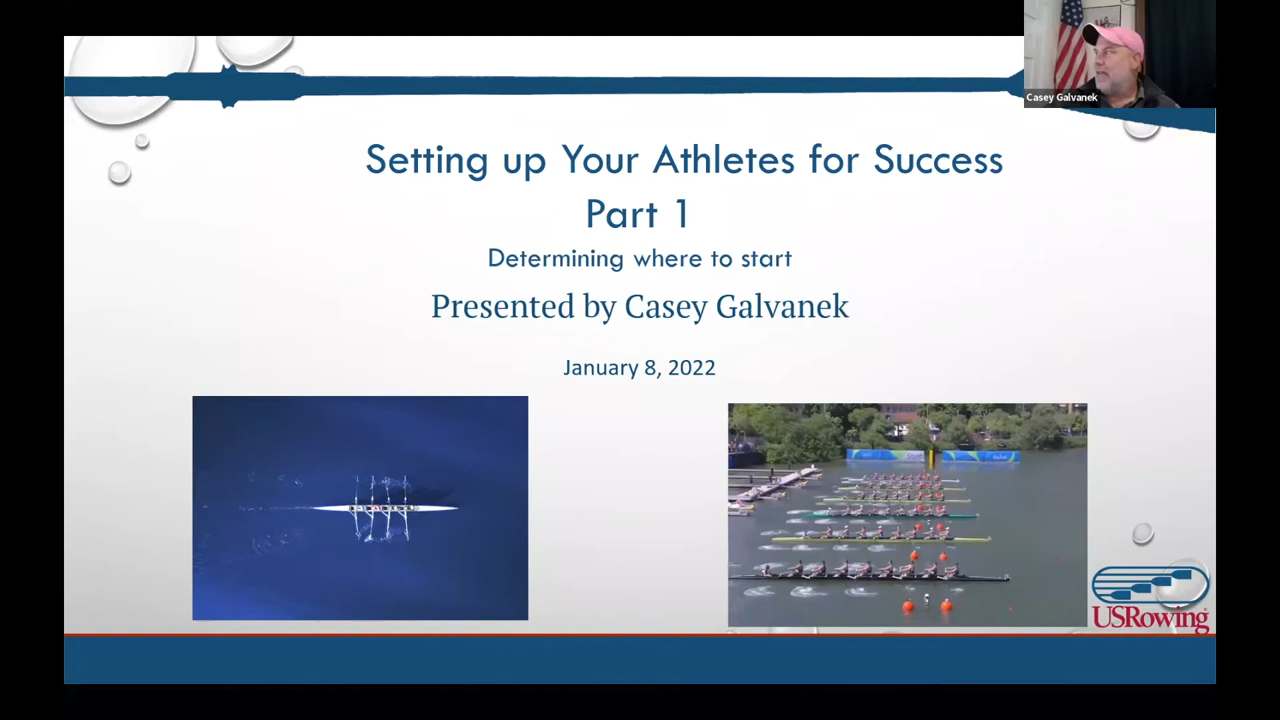 Casey Galvanek
Setting up Your Athletes for Success
Part 1
Determining where to start
Presented by Casey Galvanek
January 8, 2022
USRowing